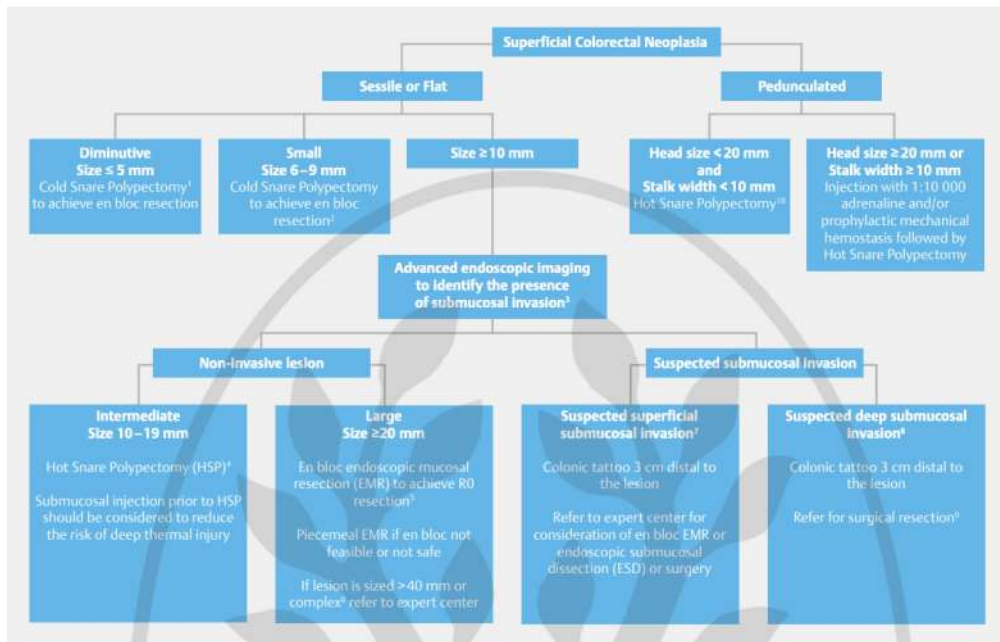 Superficial Colorectal Neoplasia
Sessile or Flat
Pedunculated
Diminutive
Size ≤ 5 mm
Cold Snare Polypectomy¹
to achieve en bloc resection
Small
Size 6–9 mm
Cold Snare Polypectomy
to achieve en bloc
resection²
Size ≥ 10 mm
Head size < 20 mm
and
Stalk width < 10 mm
Hot Snare Polypectomy¹⁰
Head size ≥ 20 mm or
Stalk width ≥ 10 mm
Injection with 1:10 000
adrenaline and/or
prophylactic mechanical
hemostasis followed by
Hot Snare Polypectomy
Advanced endoscopic imaging
to identify the presence
of submucosal invasion³
Non-invasive lesion
Suspected submucosal invasion
Intermediate
Size 10–19 mm
Hot Snare Polypectomy (HSP)⁴
Submucosal injection prior to HSP
should be considered to reduce
the risk of deep thermal injury
Large
Size ≥20 mm
En bloc endoscopic mucosal
resection (EMR) to achieve R0
resection⁵
Piecemeal EMR if en bloc not
feasible or not safe
If lesion is sized >40 mm or
complex⁶ refer to expert center
Suspected superficial
submucosal invasion⁷
Colonic tattoo 3 cm distal to
the lesion
Refer to expert center for
consideration of en bloc EMR or
endoscopic submucosal
dissection (ESD) or surgery
Suspected deep submucosal
invasion⁸
Colonic tattoo 3 cm distal to
the lesion
Refer for surgical resection⁹